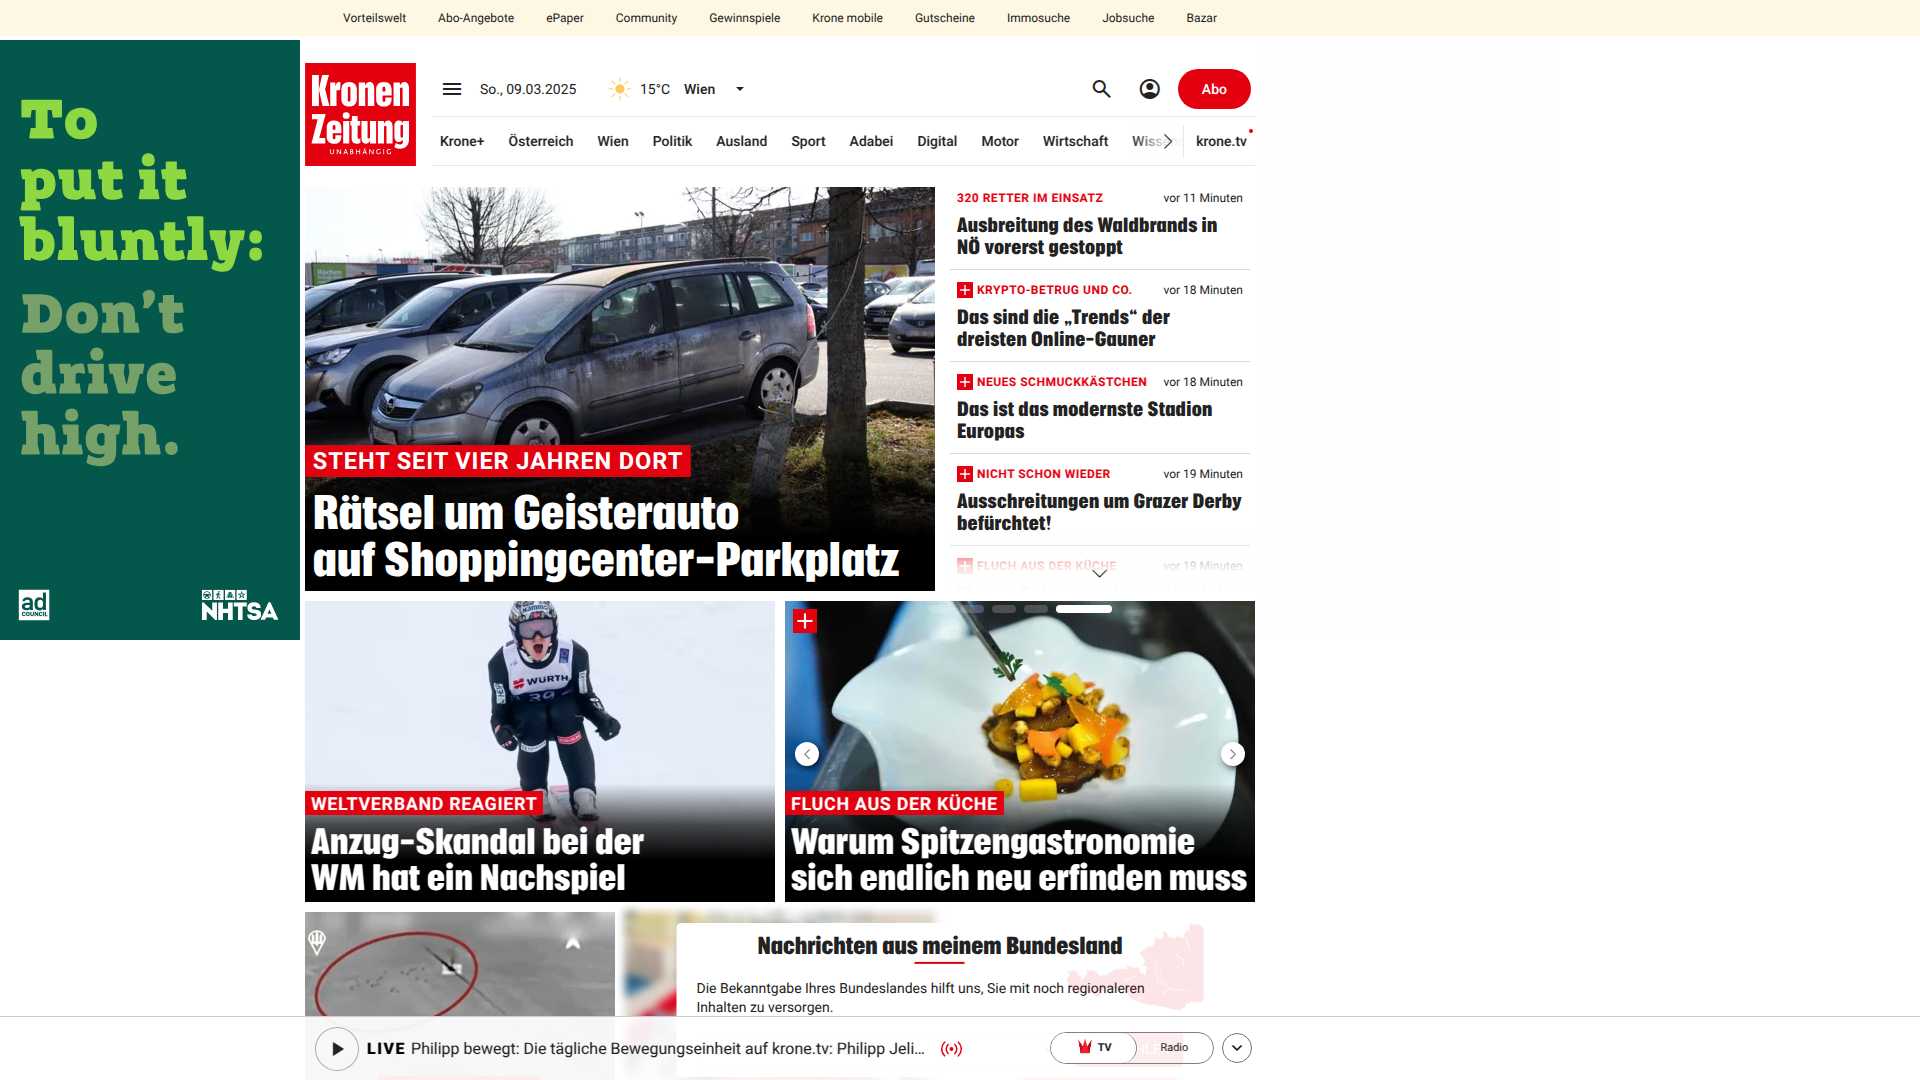 Vorteilswelt Abo-Angebote ePaper Community Gewinnspiele Krone mobile Gutscheine Immosuche Jobsuche Bazar
To
put it
bluntly:
Don't
drive
high.
ad
COUNCIL
NHTSA
Kronen
Zeitung
UNABHÄNGIG
So., 09.03.2025 15°C Wien
Abo
Krone+ Österreich Wien Politik Ausland Sport Adabei Digital Motor Wirtschaft Wiss krone.tv
STEHT SEIT VIER JAHREN DORT
Rätsel um Geisterauto
auf Shoppingcenter-Parkplatz
320 RETTER IM EINSATZ vor 11 Minuten
Ausbreitung des Waldbrands in
NÖ vorerst gestoppt
KRYPTO-BETRUG UND CO. vor 18 Minuten
Das sind die „Trends“ der
dreisten Online-Gauner
NEUES SCHMUCKKÄSTCHEN vor 18 Minuten
Das ist das modernste Stadion
Europas
NICHT SCHON WIEDER vor 19 Minuten
Ausschreitungen um Grazer Derby
befürchtet!
FLUCH AUS DER KÜCHE vor 19 Minuten
WÜRTH
WELTVERBAND REAGIERT
Anzug-Skandal bei der
WM hat ein Nachspiel
FLUCH AUS DER KÜCHE
Warum Spitzengastronomie
sich endlich neu erfinden muss
Nachrichten aus meinem Bundesland
Die Bekanntgabe Ihres Bundeslandes hilft uns, Sie mit noch regionaleren
Inhalten zu versorgen.
LIVE Philipp bewegt: Die tägliche Bewegungseinheit auf krone.tv: Philipp Jeli...
TV Radio